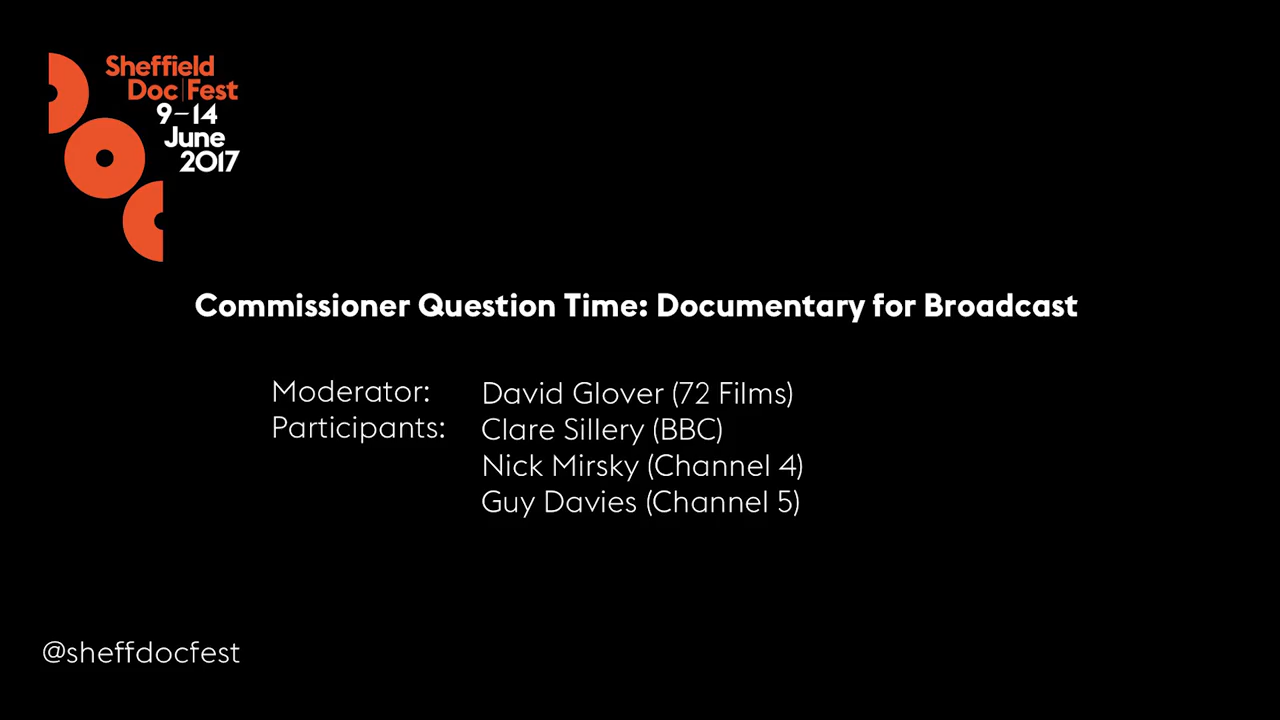 Sheffield
Doc|Fest
9–14
June
2017
Commissioner Question Time: Documentary for Broadcast
Moderator: David Glover (72 Films)
Participants: Clare Sillery (BBC)
Nick Mirsky (Channel 4)
Guy Davies (Channel 5)
@sheffdocfest